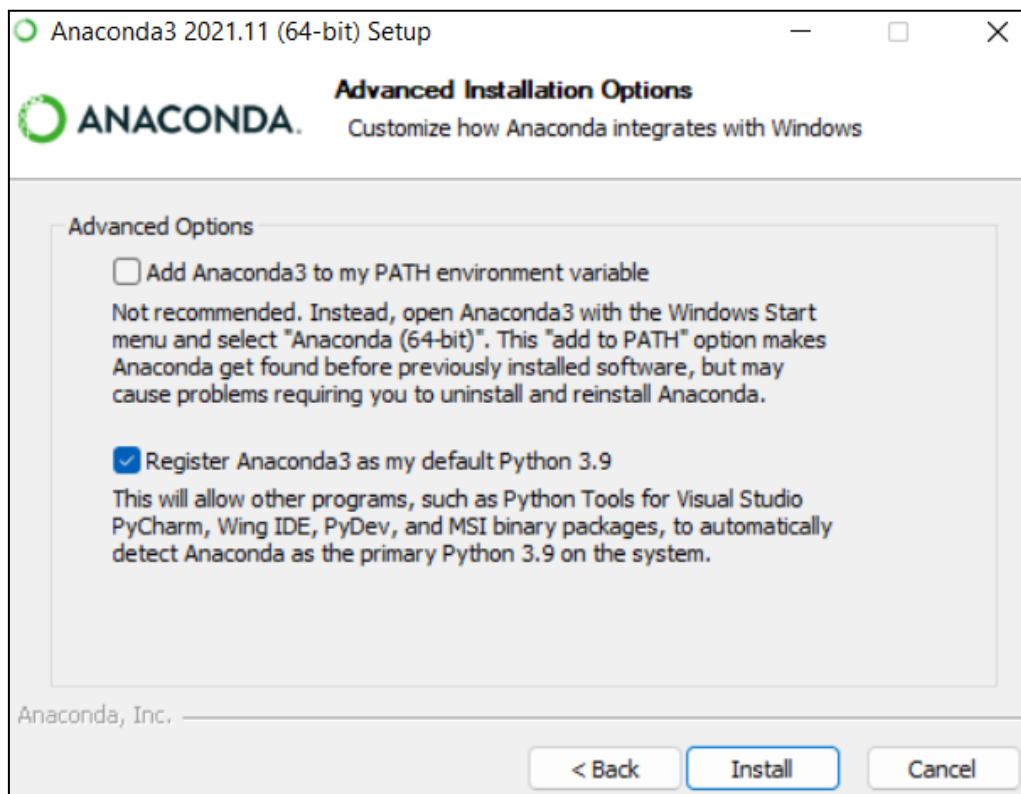 Anaconda3 2021.11 (64-bit) Setup
ANACONDA.
Advanced Installation Options
Customize how Anaconda integrates with Windows
Advanced Options
Add Anaconda3 to my PATH environment variable
Not recommended. Instead, open Anaconda3 with the Windows Start
menu and select "Anaconda (64-bit)". This "add to PATH" option makes
Anaconda get found before previously installed software, but may
cause problems requiring you to uninstall and reinstall Anaconda.
Register Anaconda3 as my default Python 3.9
This will allow other programs, such as Python Tools for Visual Studio
PyCharm, Wing IDE, PyDev, and MSI binary packages, to automatically
detect Anaconda as the primary Python 3.9 on the system.
Anaconda, Inc.
< Back Install Cancel